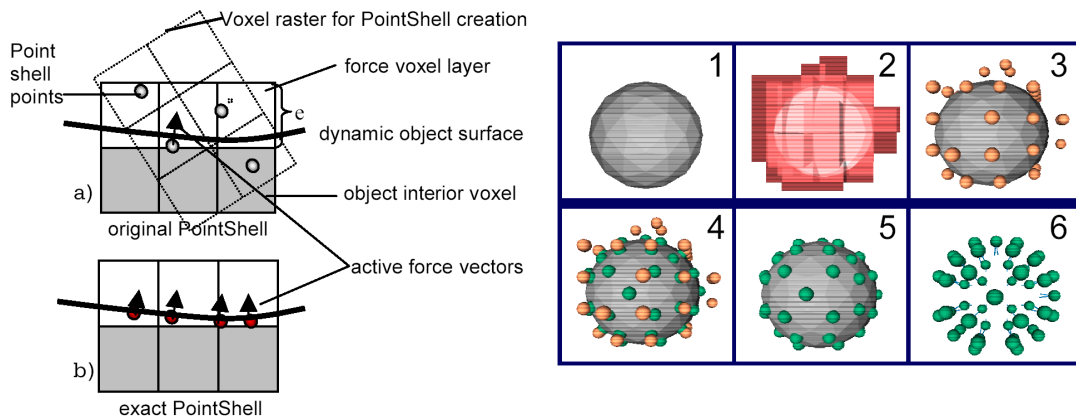 Voxel raster for PointShell creation
Point
shell
points
force voxel layer
e
dynamic object surface
a)
object interior voxel
original PointShell
active force vectors
b)
exact PointShell
1
2
3
4
5
6